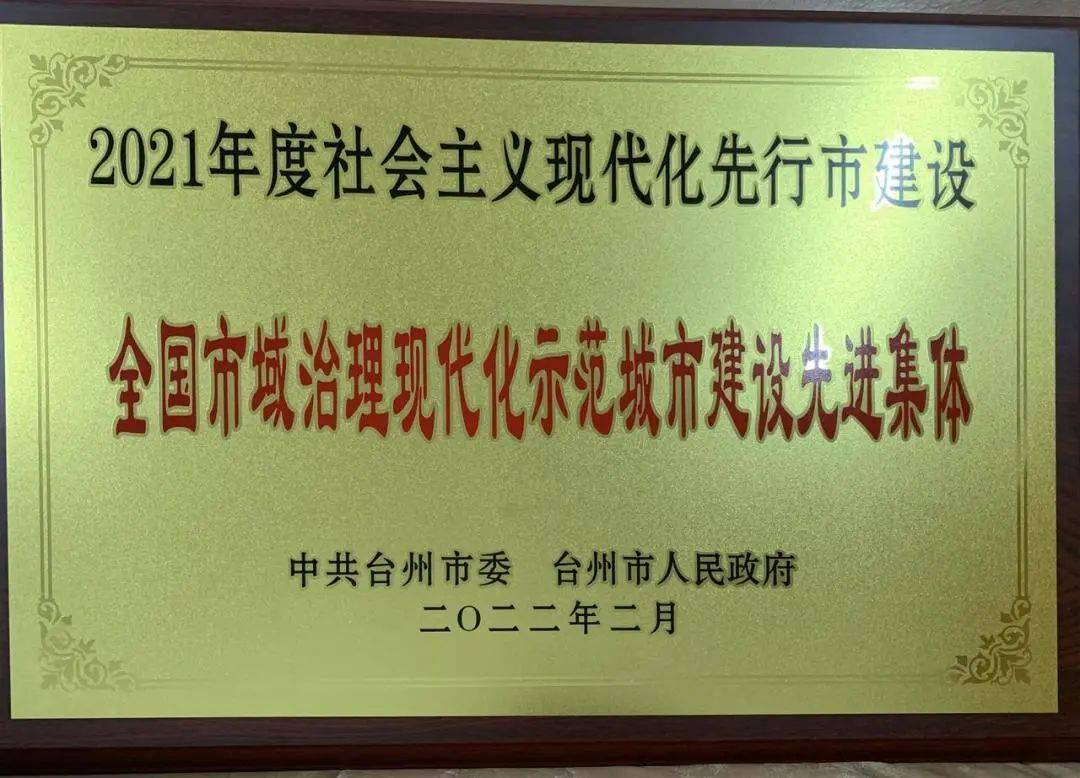 2021年度社会主义现代化先行市建设
全国市域治理现代化示范城市建设先进集体
中共台州市委 台州市人民政府
二〇二二年二月